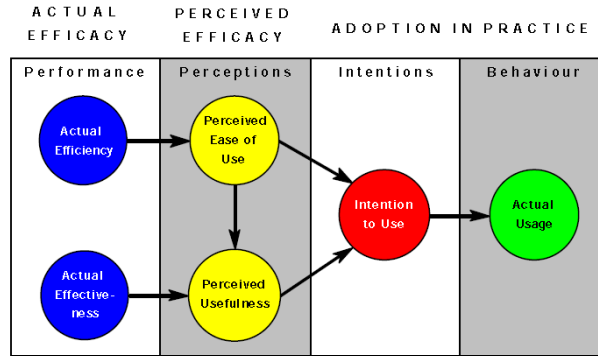 ACTUAL
EFFICACY
PERCEIVED
EFFICACY
ADOPTION IN PRACTICE
Performance
Perceptions
Intentions
Behaviour
Actual
Efficiency
Perceived
Ease of
Use
Intention
to Use
Actual
Usage
Actual
Effective-
ness
Perceived
Usefulness